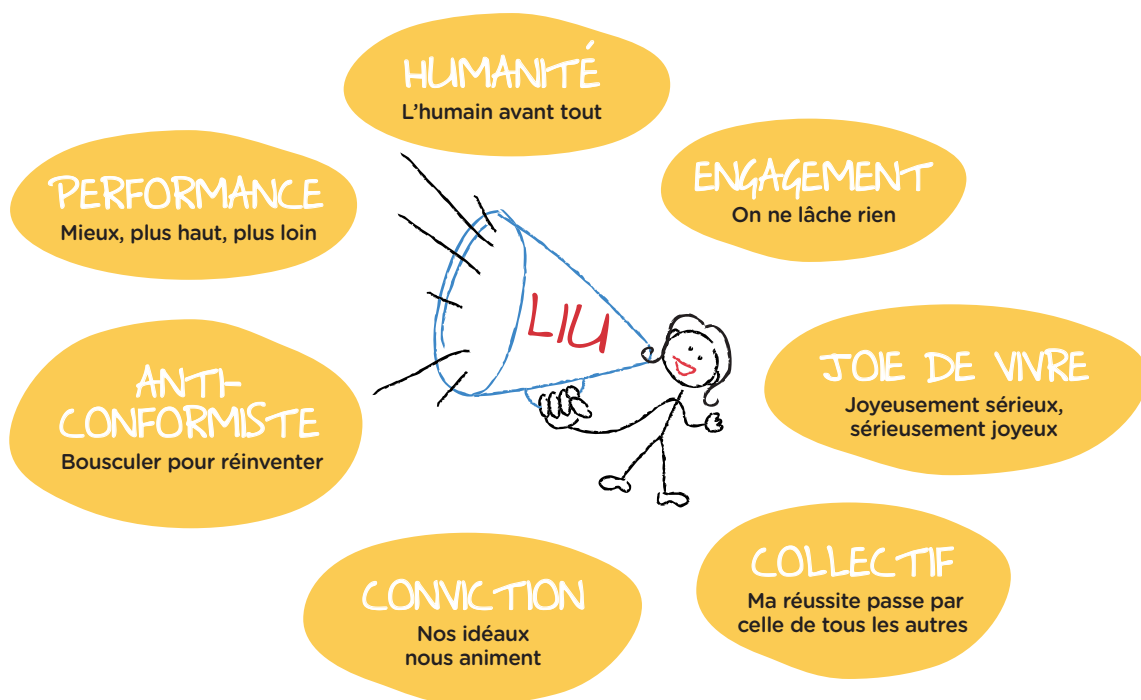 HUMANITÉ
L'humain avant tout
PERFORMANCE
Mieux, plus haut, plus loin
ENGAGEMENT
On ne lâche rien
LIU
ANTI-
CONFORMISTE
Bousculer pour réinventer
JOIE DE VIVRE
Joyeusement sérieux,
sérieusement joyeux
CONVICTION
Nos idéaux
nous animent
COLLECTIF
Ma réussite passe par
celle de tous les autres